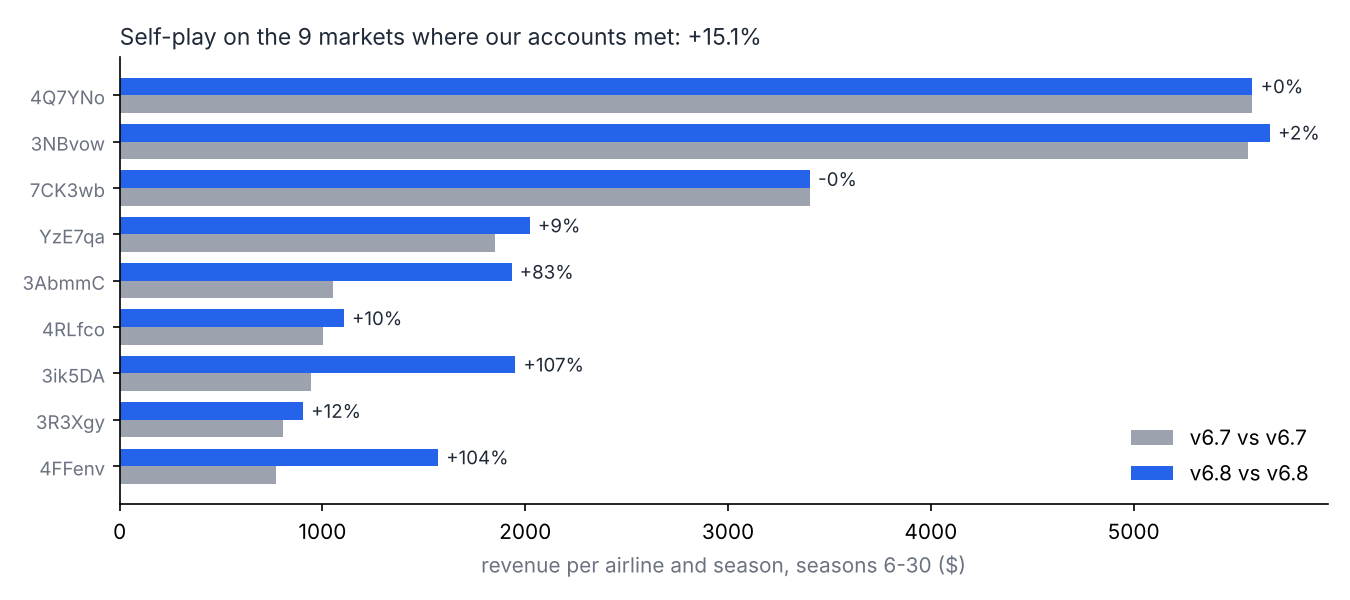 Self-play on the 9 markets where our accounts met: +15.1%
4Q7YNo +0%
3NBvow +2%
7CK3wb -0%
YzE7qa +9%
3AbmmC +83%
4RLfco +10%
3ik5DA +107%
3R3Xgy +12%
4FFenv +104%
v6.7 vs v6.7
v6.8 vs v6.8
0 1000 2000 3000 4000 5000
revenue per airline and season, seasons 6-30 ($)